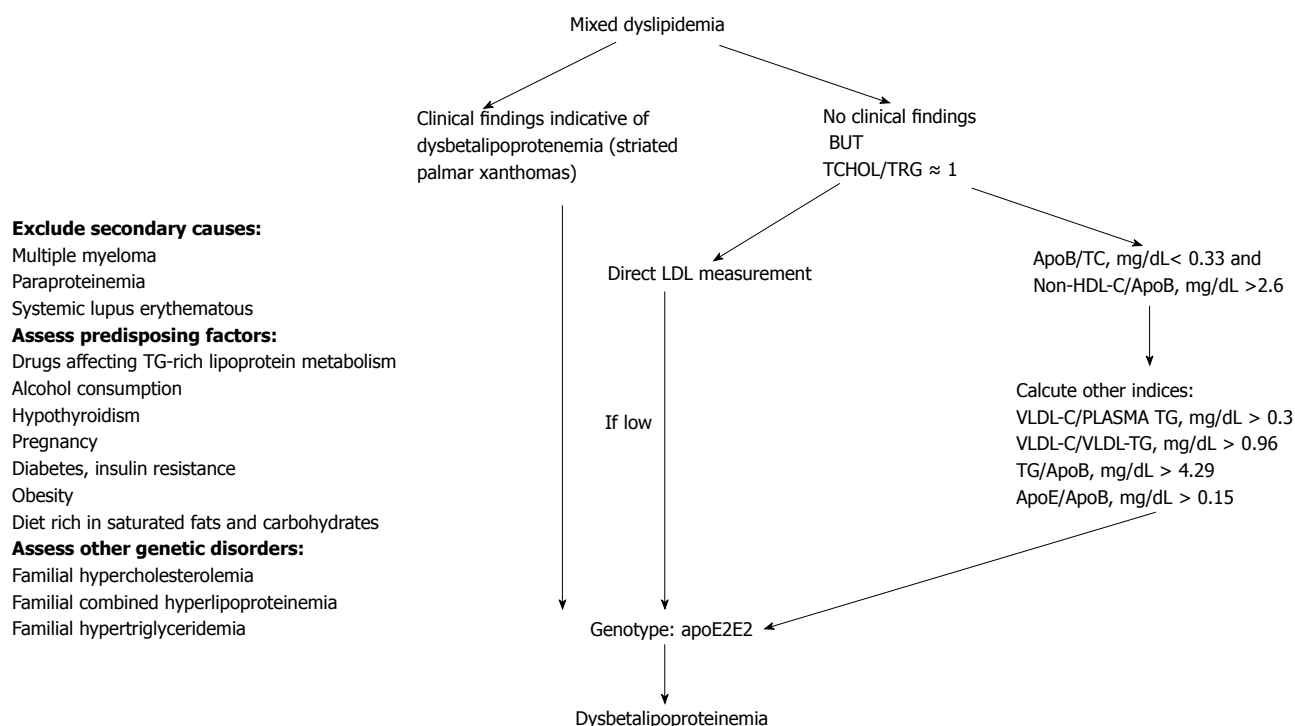 Mixed dyslipidemia
Clinical findings indicative of
dysbetalipoprotenemia (striated
palmar xanthomas)
No clinical findings
BUT
TCHOL/TRG ≈ 1
Exclude secondary causes:
Multiple myeloma
Paraproteinemia
Systemic lupus erythematous
Assess predisposing factors:
Drugs affecting TG-rich lipoprotein metabolism
Alcohol consumption
Hypothyroidism
Pregnancy
Diabetes, insulin resistance
Obesity
Diet rich in saturated fats and carbohydrates
Assess other genetic disorders:
Familial hypercholesterolemia
Familial combined hyperlipoproteinemia
Familial hypertriglyceridemia
Direct LDL measurement
If low
ApoB/TC, mg/dL< 0.33 and
Non-HDL-C/ApoB, mg/dL >2.6
Calcute other indices:
VLDL-C/PLASMA TG, mg/dL > 0.3
VLDL-C/VLDL-TG, mg/dL > 0.96
TG/ApoB, mg/dL > 4.29
ApoE/ApoB, mg/dL > 0.15
Genotype: apoE2E2
Dysbetalipoproteinemia